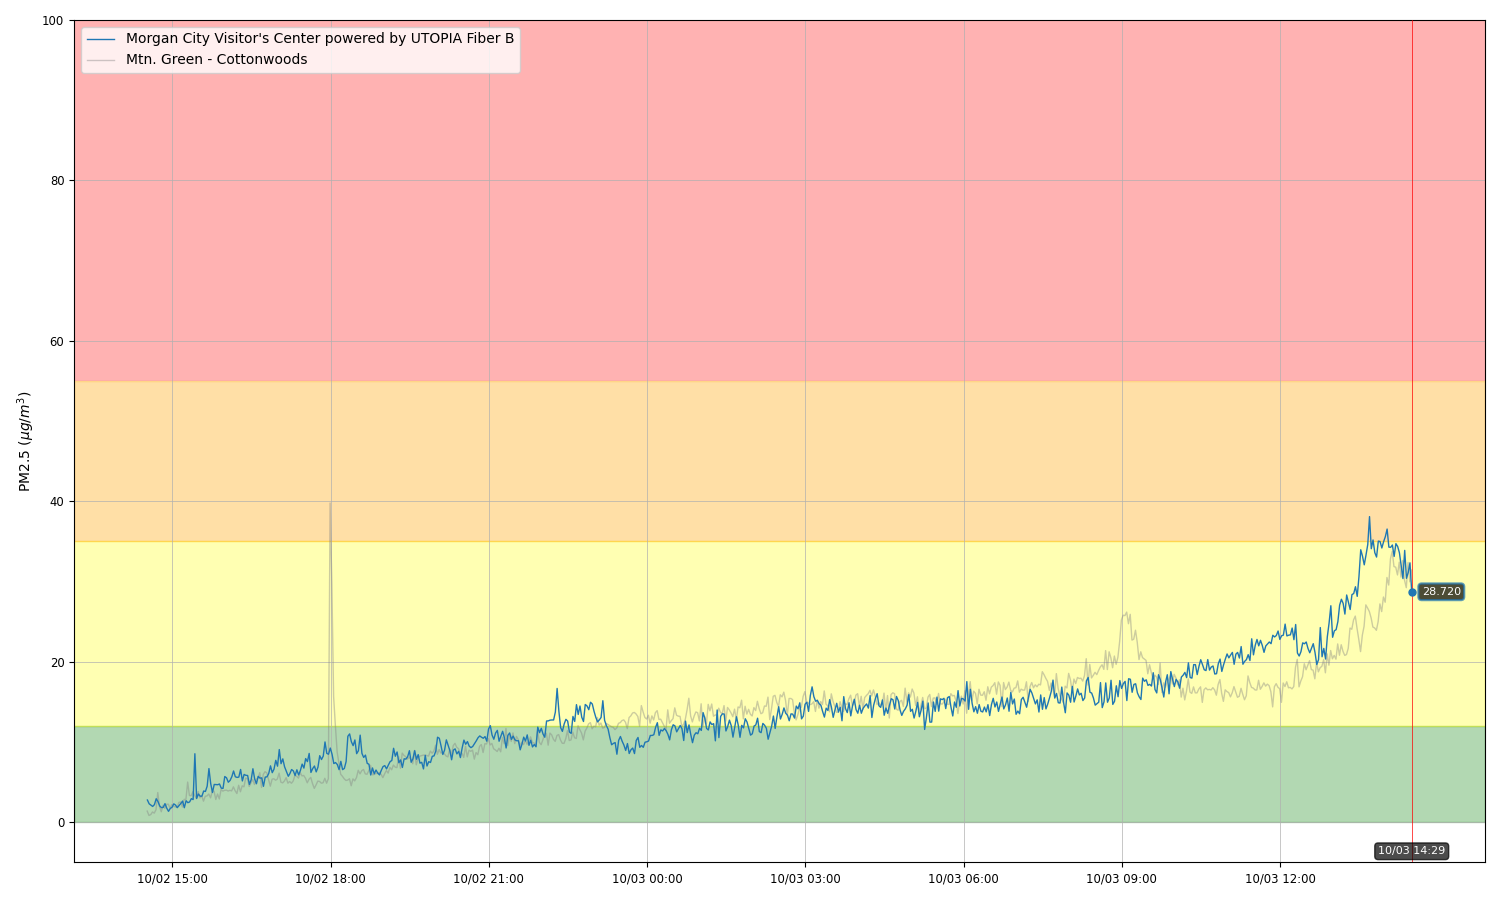 100
Morgan City Visitor's Center powered by UTOPIA Fiber B
Mtn. Green - Cottonwoods
80
60
PM2.5 (μg/m³)
40
28.720
20
0
10/03 14:29
10/02 15:00 10/02 18:00 10/02 21:00 10/03 00:00 10/03 03:00 10/03 06:00 10/03 09:00 10/03 12:00